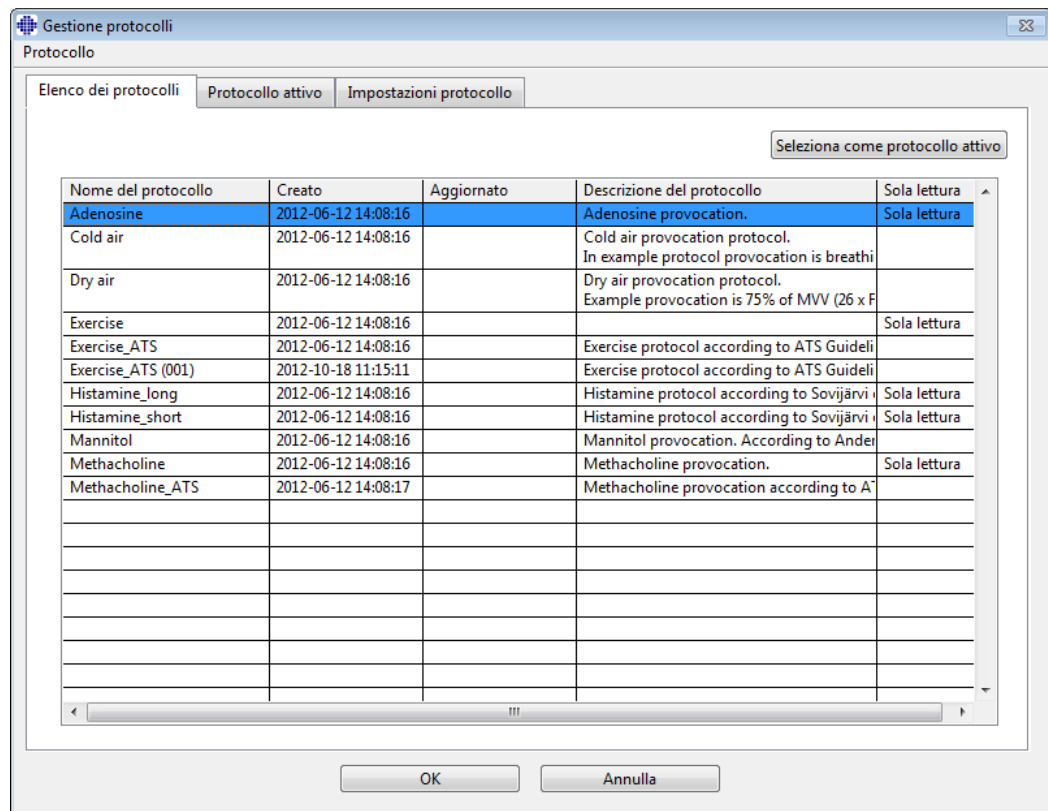 Gestione protocolli
Protocollo
Elenco dei protocolli Protocollo attivo Impostazioni protocollo
Seleziona come protocollo attivo
Nome del protocollo Creato Aggiornato Descrizione del protocollo Sola lettura
Adenosine 2012-06-12 14:08:16 Adenosine provocation. Sola lettura
Cold air 2012-06-12 14:08:16 Cold air provocation protocol.
In example protocol provocation is breathi
Dry air 2012-06-12 14:08:16 Dry air provocation protocol.
Example provocation is 75% of MVV (26 x F
Exercise 2012-06-12 14:08:16 Sola lettura
Exercise_ATS 2012-06-12 14:08:16 Exercise protocol according to ATS Guideli
Exercise_ATS (001) 2012-10-18 11:15:11 Exercise protocol according to ATS Guideli
Histamine_long 2012-06-12 14:08:16 Histamine protocol according to Sovijärvi Sola lettura
Histamine_short 2012-06-12 14:08:16 Histamine protocol according to Sovijärvi Sola lettura
Mannitol 2012-06-12 14:08:16 Mannitol provocation. According to Ander
Methacholine 2012-06-12 14:08:16 Methacholine provocation. Sola lettura
Methacholine_ATS 2012-06-12 14:08:17 Methacholine provocation according to
OK Annulla